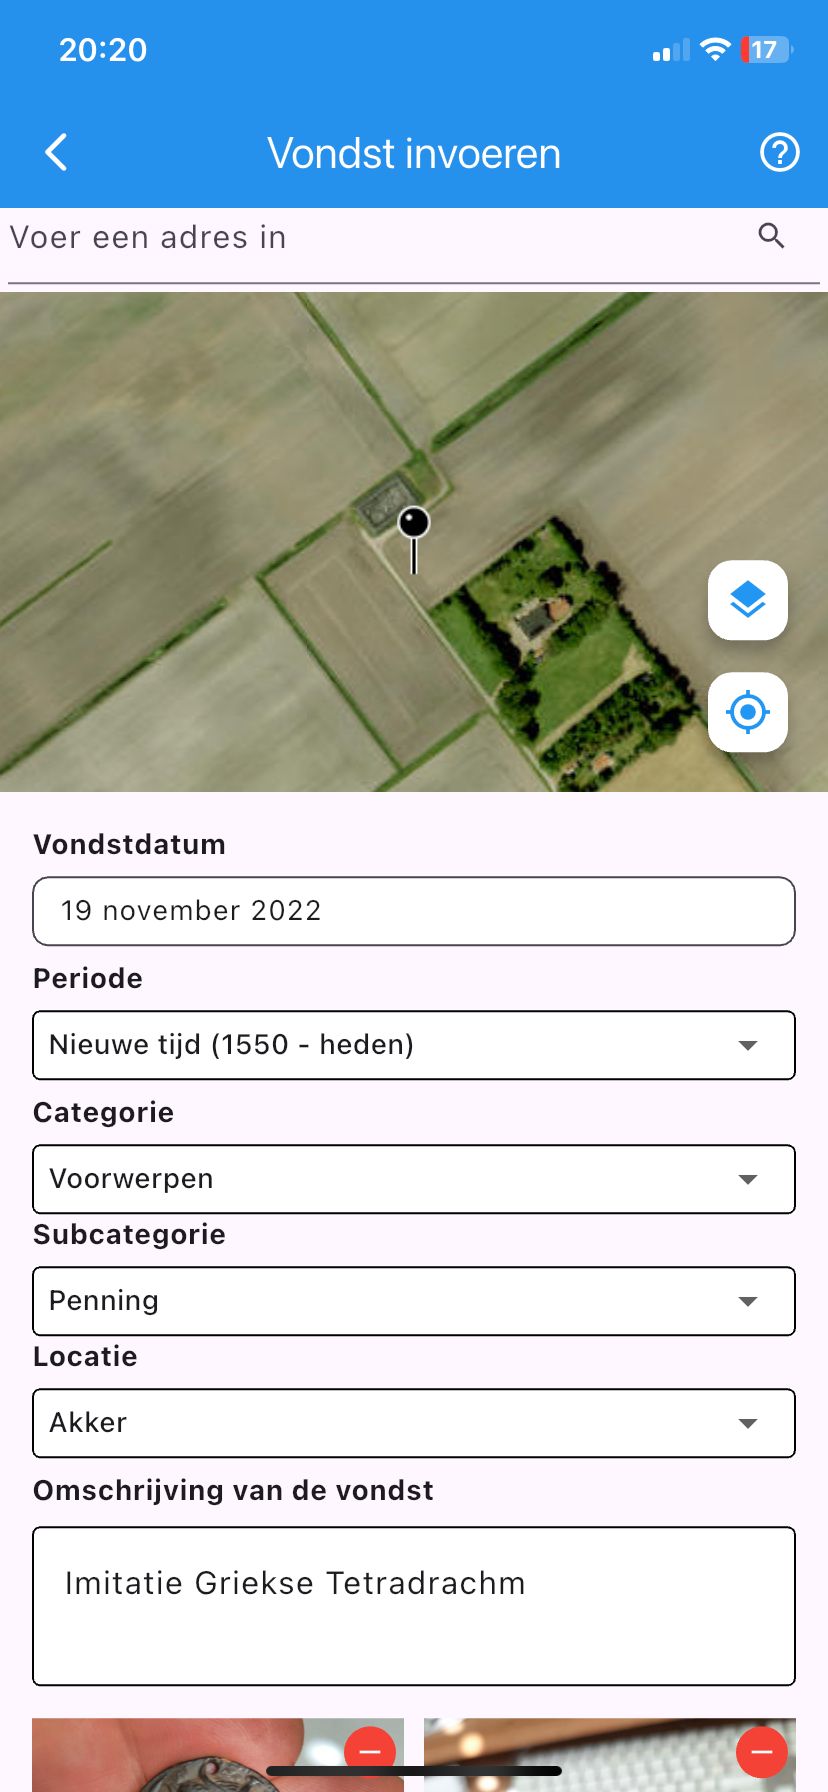 20:20
17
Vondst invoeren
Voer een adres in
Vondstdatum
19 november 2022
Periode
Nieuwe tijd (1550 - heden)
Categorie
Voorwerpen
Subcategorie
Penning
Locatie
Akker
Omschrijving van de vondst
Imitatie Griekse Tetradrachm